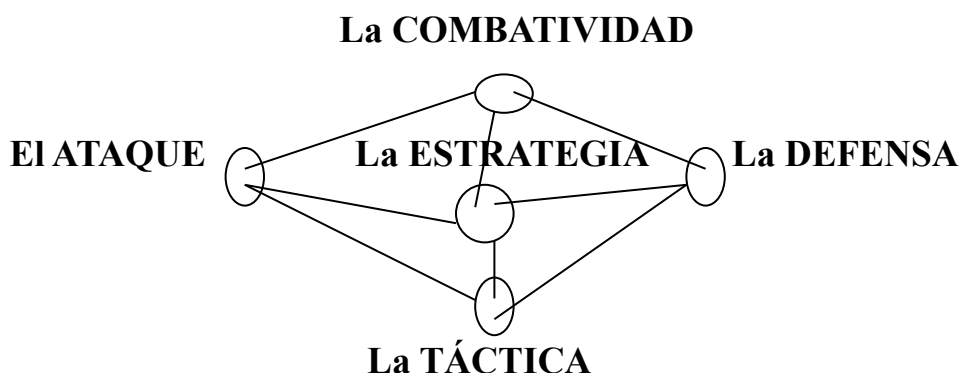 La COMBATIVIDAD
El ATAQUE La ESTRATEGIA La DEFENSA
La TÁCTICA